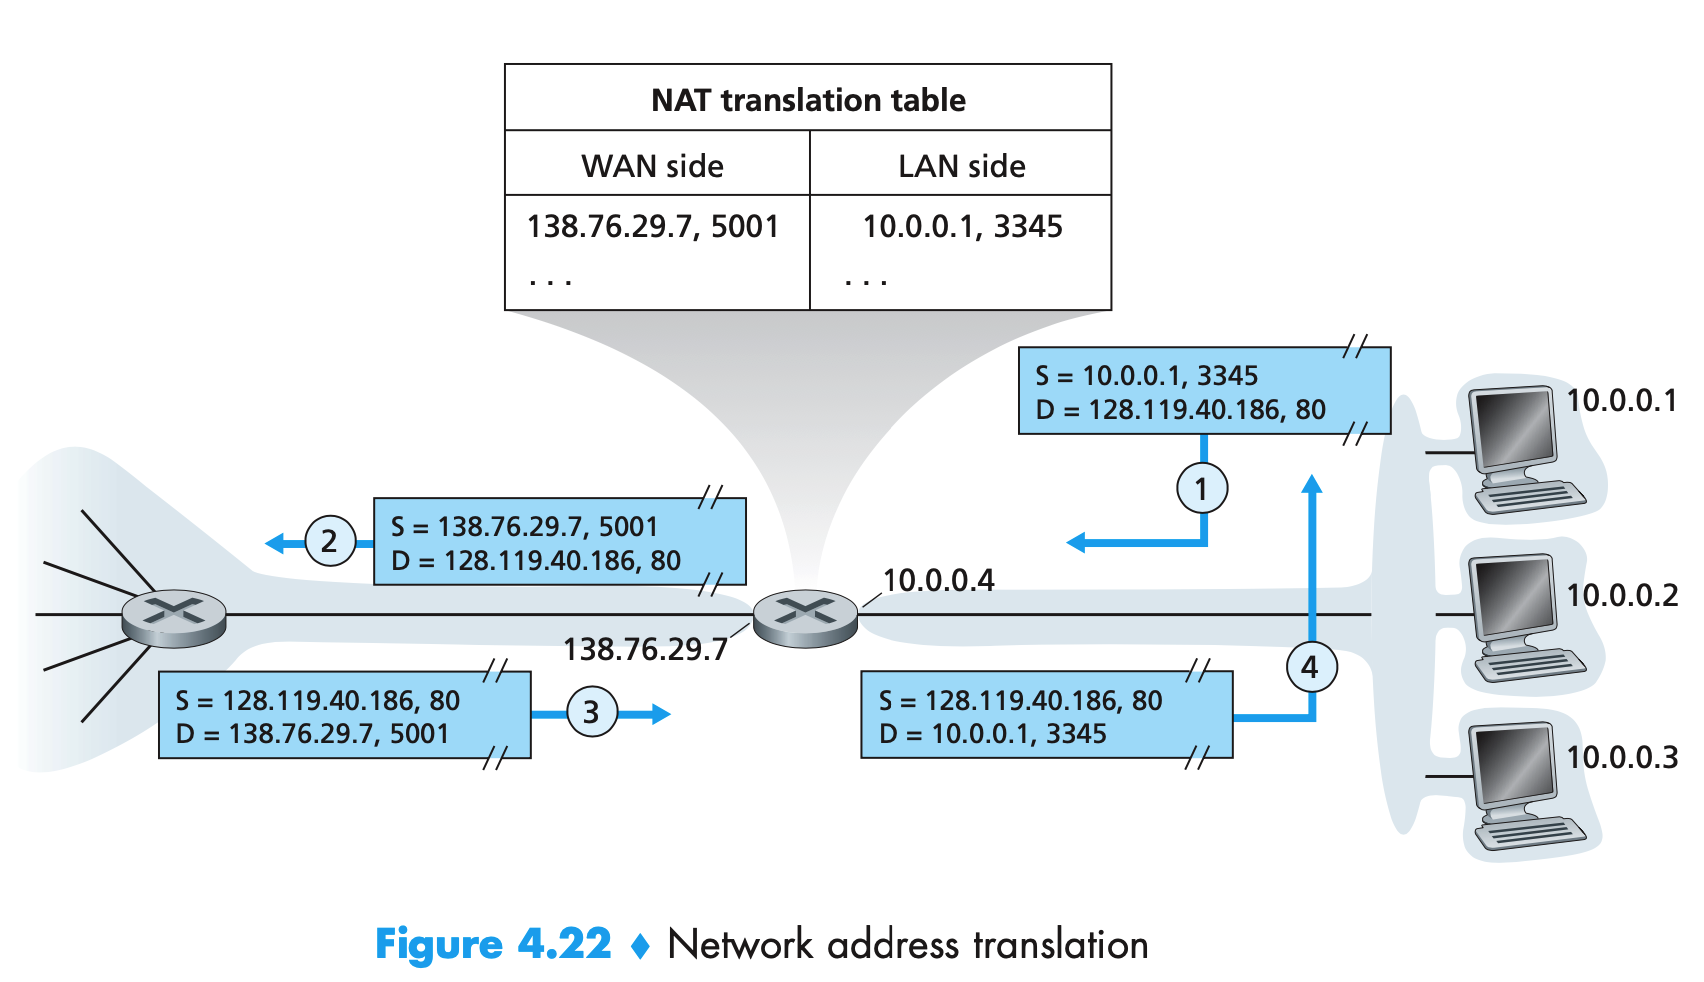 NAT translation table
WAN side LAN side
138.76.29.7, 5001 10.0.0.1, 3345
. . . . . .
S = 10.0.0.1, 3345
D = 128.119.40.186, 80
10.0.0.1
1
S = 138.76.29.7, 5001
D = 128.119.40.186, 80
2
10.0.0.4
10.0.0.2
138.76.29.7
S = 128.119.40.186, 80
D = 138.76.29.7, 5001
3
S = 128.119.40.186, 80
D = 10.0.0.1, 3345
4
10.0.0.3
Figure 4.22 ♦ Network address translation